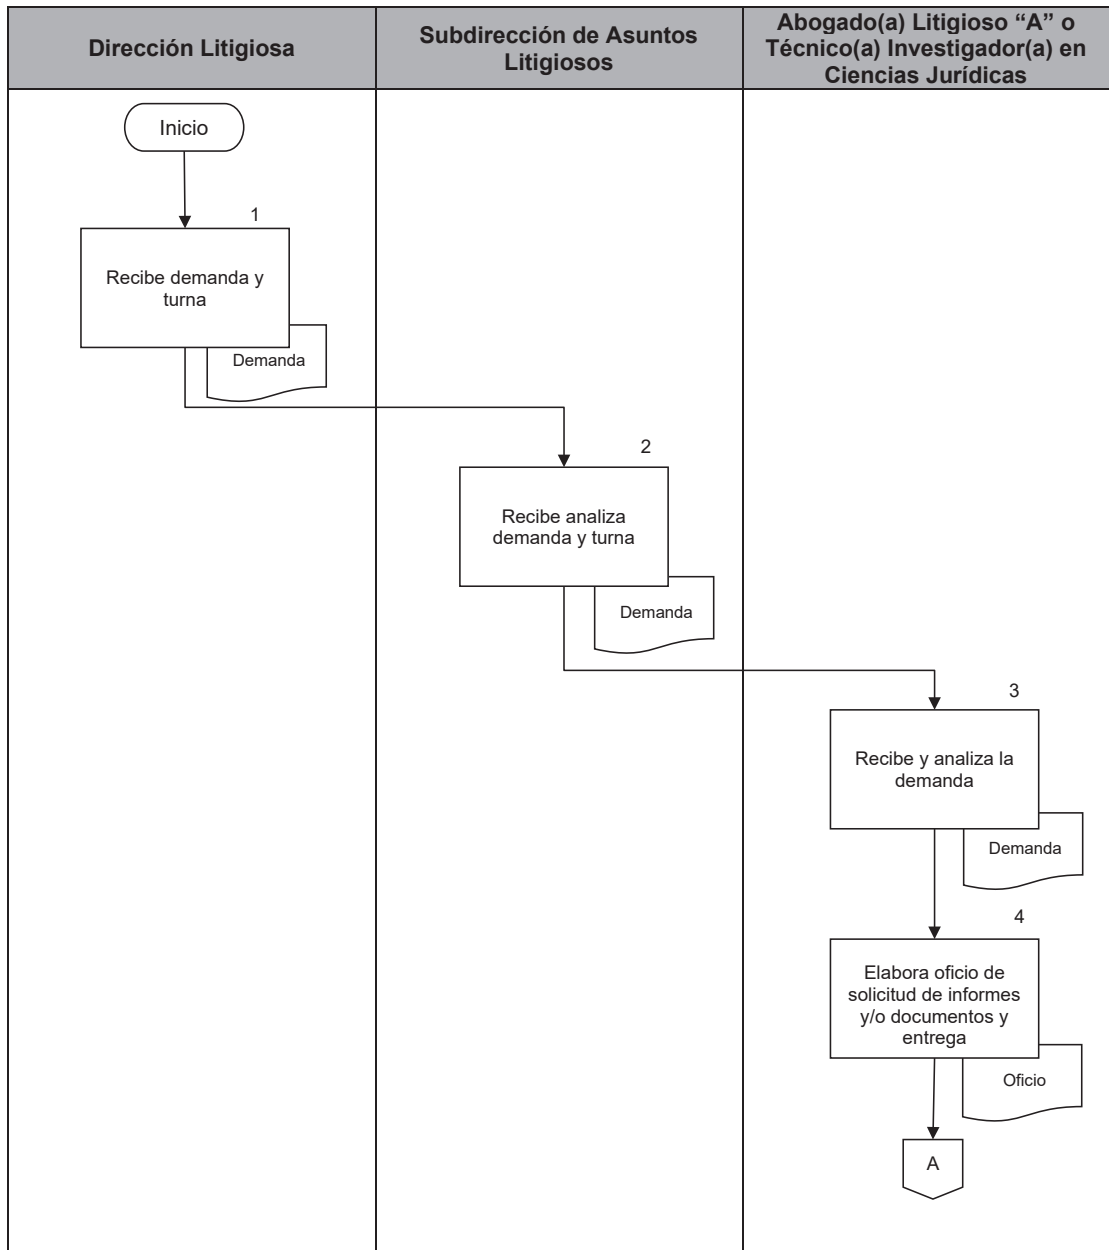 Dirección Litigiosa
Subdirección de Asuntos
Litigiosos
Abogado(a) Litigioso “A” o
Técnico(a) Investigador(a) en
Ciencias Jurídicas
Inicio
1
Recibe demanda y
turna
Demanda
2
Recibe analiza
demanda y turna
Demanda
3
Recibe y analiza la
demanda
Demanda
4
Elabora oficio de
solicitud de informes
y/o documentos y
entrega
Oficio
A